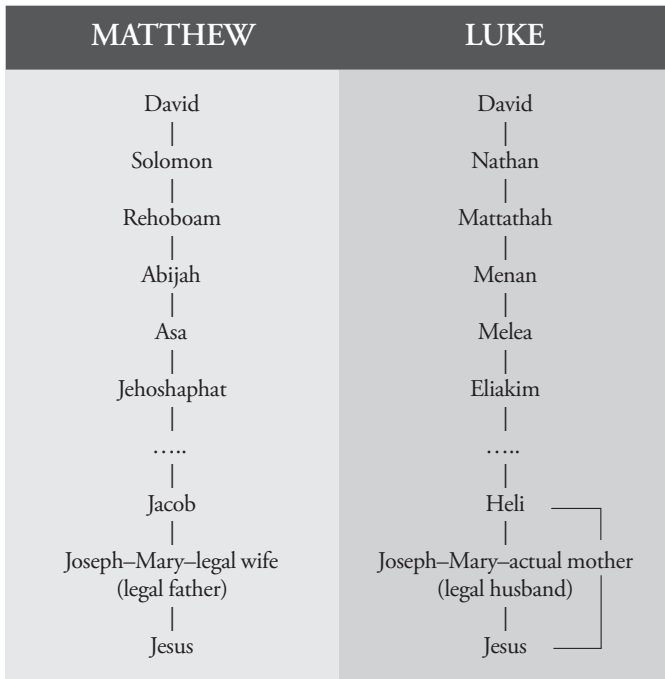 MATTHEW
David
Solomon
Rehoboam
Abijah
Asa
Jehoshaphat
…..
Jacob
Joseph–Mary–legal wife
(legal father)
Jesus
LUKE
David
Nathan
Mattathah
Menan
Melea
Eliakim
…..
Heli
Joseph–Mary–actual mother
(legal husband)
Jesus